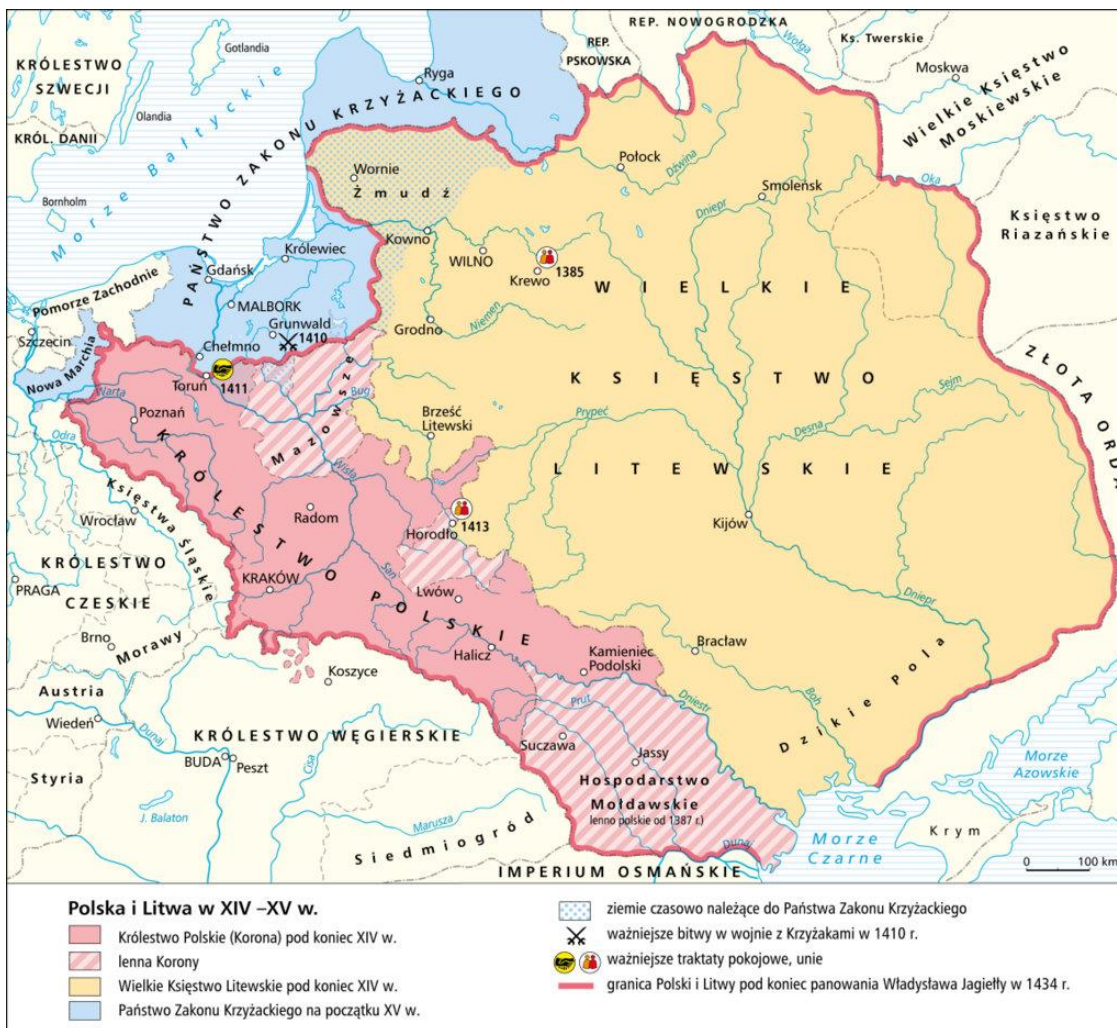 Gotlandia
REP. NOWOGRODZKA
Wołga
Ks. Twerskie
KRÓLESTWO
SZWECJI
REP.
PSKOWSKA
Moskwa
Ryga
Wielkie Księstwo
Moskiewskie
Olandia
KRÓL. DANII
Morze Bałtyckie
PAŃSTWO ZAKONU KRZYŻACKIEGO
Wornie
Żmudź
Połock
Dźwina
Smoleńsk
Dniepr
Oka
Bornholm
Księstwo
Riazańskie
Królewiec
Kowno
WILNO
Krewo
1385
Gdańsk
Pomorze Zachodnie
MALBORK
Grunwald
1410
Grodno
Niemen
WIELKIE
Szczecin
Nowa Marchia
Chełmno
Toruń
1411
KSIĘSTWO
ZŁOTA ORDA
Warta
Poznań
Mazowsze
Bug
Brześć
Litewski
Prypeć
Desna
Sejm
Odra
Wisła
LITEWSKIE
Księstwa Śląskie
Wrocław
KRÓLESTWO POLSKIE
Radom
Horodło
1413
Kijów
KRÓLESTWO
CZESKIE
PRAGA
KRAKÓW
San
Lwów
Dniepr
Brno
Morawy
Halicz
Kamieniec
Podolski
Bracław
Koszyce
Austria
Wiedeń
Dunaj
Prut
Dniestr
Boh
Dzikie Pola
KRÓLESTWO WĘGIERSKIE
Suczawa
Jassy
BUDA
Peszt
Cisa
Hospodarstwo
Mołdawskie
lenno polskie od 1387 r.)
Morze
Azowskie
Styria
J. Balaton
Marusza
Siedmiogród
Dunaj
Morze
Czarne
Krym
IMPERIUM OSMAŃSKIE
0 100 km
Polska i Litwa w XIV –XV w.
Królestwo Polskie (Korona) pod koniec XIV w.
lenna Korony
Wielkie Księstwo Litewskie pod koniec XIV w.
Państwo Zakonu Krzyżackiego na początku XV w.
ziemie czasowo należące do Państwa Zakonu Krzyżackiego
ważniejsze bitwy w wojnie z Krzyżakami w 1410 r.
ważniejsze traktaty pokojowe, unie
granica Polski i Litwy pod koniec panowania Władysława Jagiełły w 1434 r.